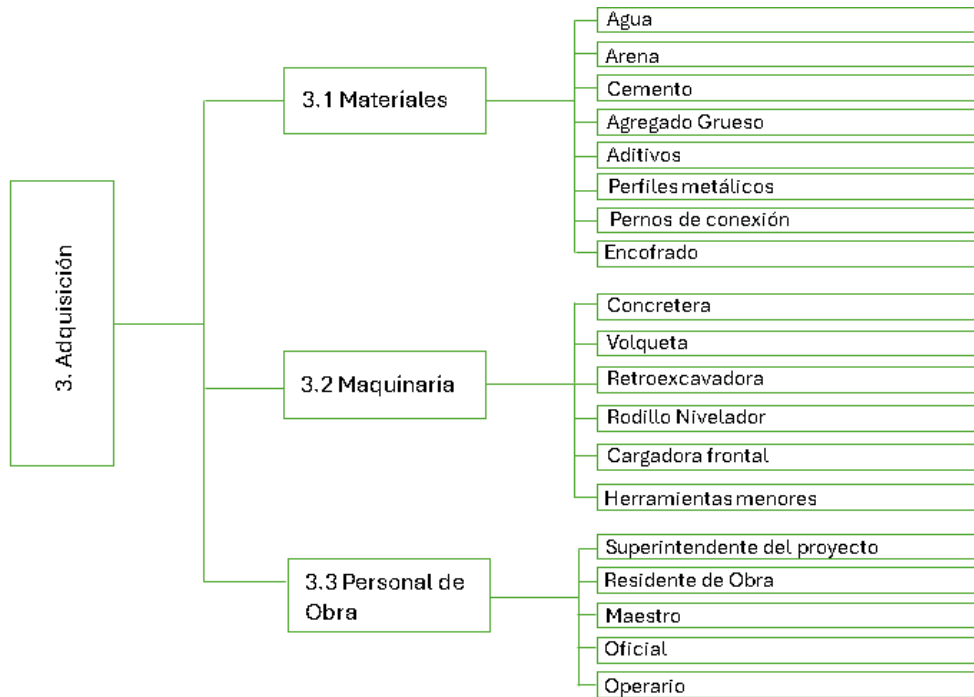 3. Adquisición
3.1 Materiales
Agua
Arena
Cemento
Agregado Grueso
Aditivos
Perfiles metálicos
Pernos de conexión
Encofrado
3.2 Maquinaria
Concretera
Volqueta
Retroexcavadora
Rodillo Nivelador
Cargadora frontal
Herramientas menores
3.3 Personal de
Obra
Superintendente del proyecto
Residente de Obra
Maestro
Oficial
Operario